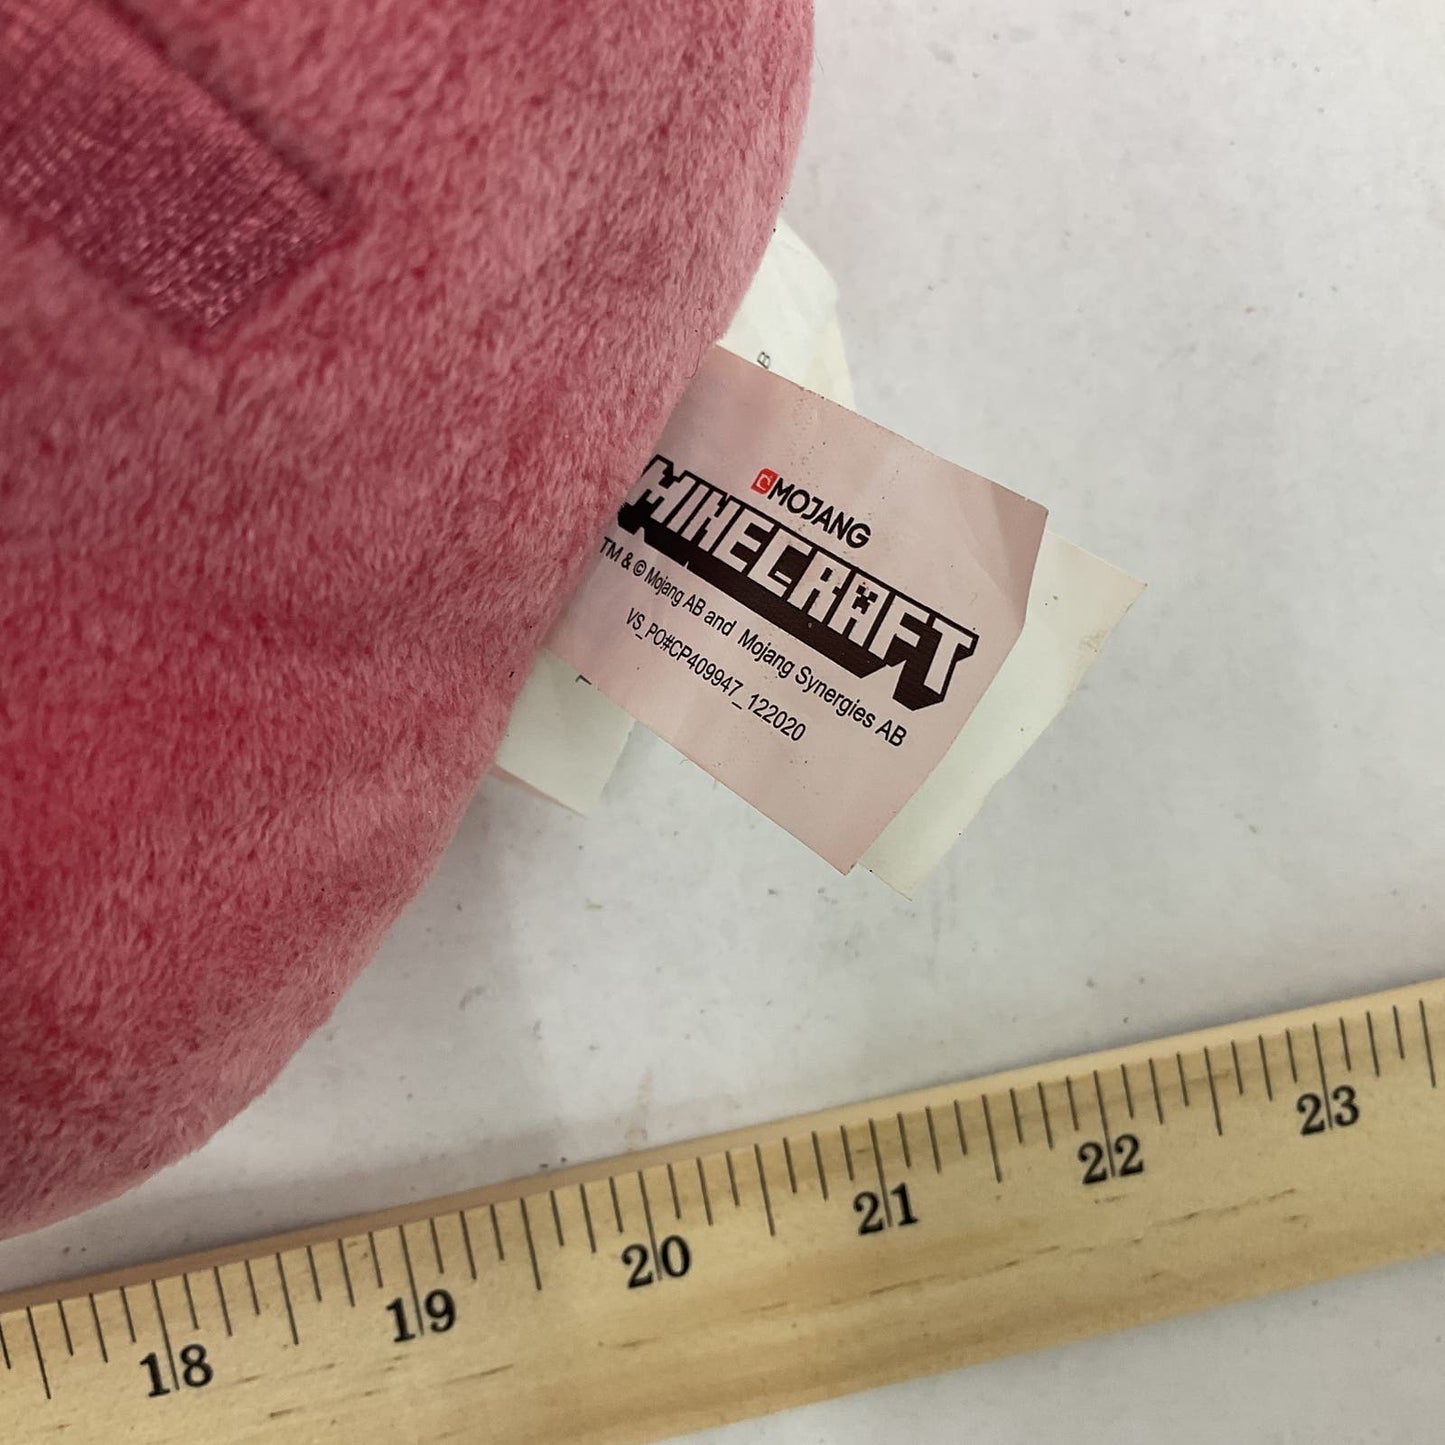 MOJANG
MINECRAFT
TM & © Mojang AB and Mojang Synergies AB
VS_PO#CP409947_122020
18 19 20 21 22 23